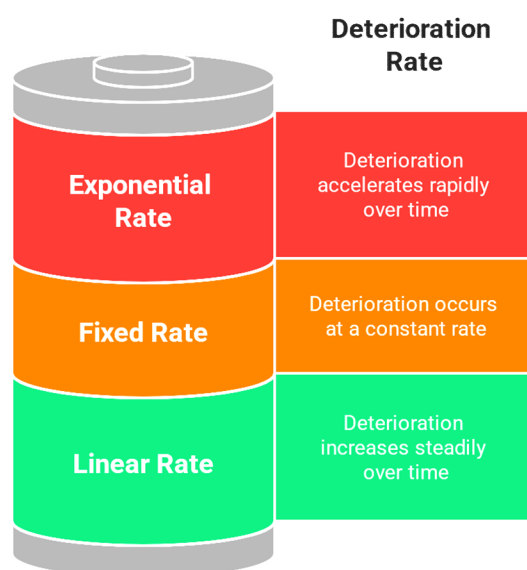 Deterioration
Rate
Exponential
Rate
Deterioration
accelerates rapidly
over time
Fixed Rate
Deterioration occurs
at a constant rate
Linear Rate
Deterioration
increases steadily
over time